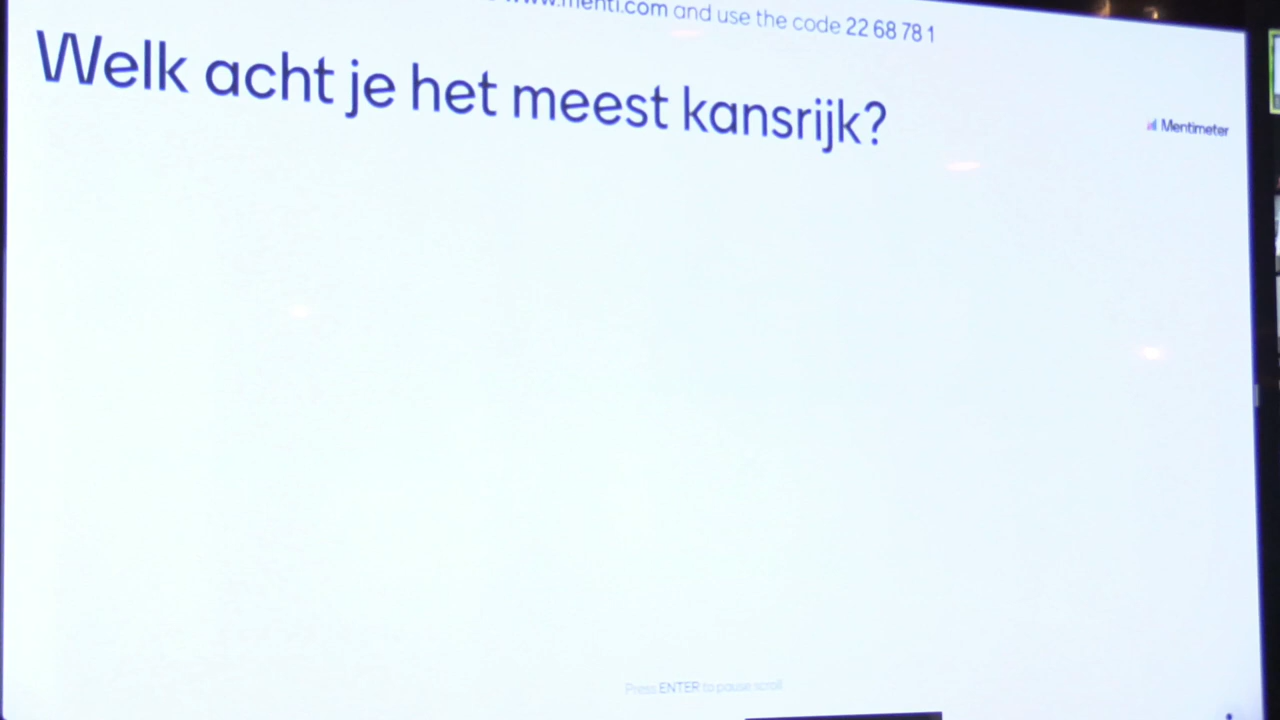 www.menti.com and use the code 22 68 78 1
Welk acht je het meest kansrijk?
Mentimeter
Press ENTER to pause scroll